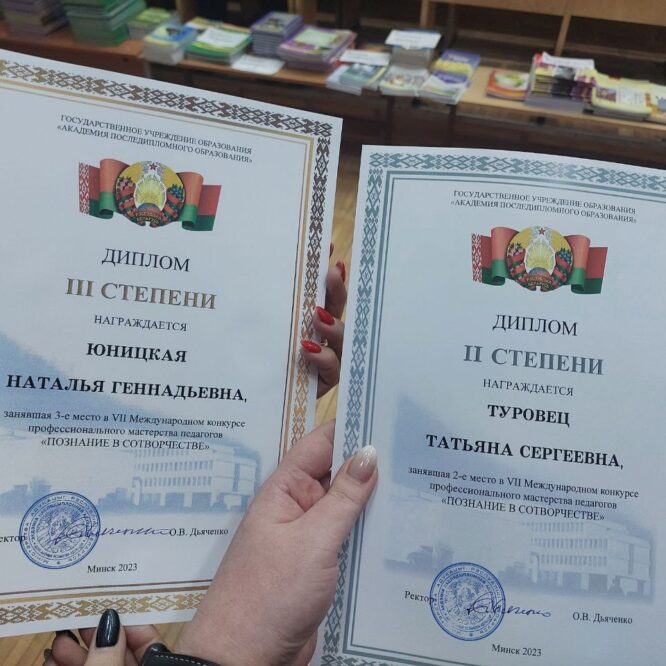 ГОСУДАРСТВЕННОЕ УЧРЕЖДЕНИЕ ОБРАЗОВАНИЯ
«АКАДЕМИЯ ПОСЛЕДИПЛОМНОГО ОБРАЗОВАНИЯ»
ДИПЛОМ
III СТЕПЕНИ
НАГРАЖДАЕТСЯ
ЮНИЦКАЯ
НАТАЛЬЯ ГЕННАДЬЕВНА,
занявшая 3-е место в VII Международном конкурсе
профессионального мастерства педагогов
«ПОЗНАНИЕ В СОТВОРЧЕСТВЕ»
Ректор О.В. Дьяченко
Минск 2023
ГОСУДАРСТВЕННОЕ УЧРЕЖДЕНИЕ ОБРАЗОВАНИЯ
«АКАДЕМИЯ ПОСЛЕДИПЛОМНОГО ОБРАЗОВАНИЯ»
ДИПЛОМ
II СТЕПЕНИ
НАГРАЖДАЕТСЯ
ТУРОВЕЦ
ТАТЬЯНА СЕРГЕЕВНА,
занявшая 2-е место в VII Международном конкурсе
профессионального мастерства педагогов
«ПОЗНАНИЕ В СОТВОРЧЕСТВЕ»
Ректор О.В. Дьяченко
Минск 2023